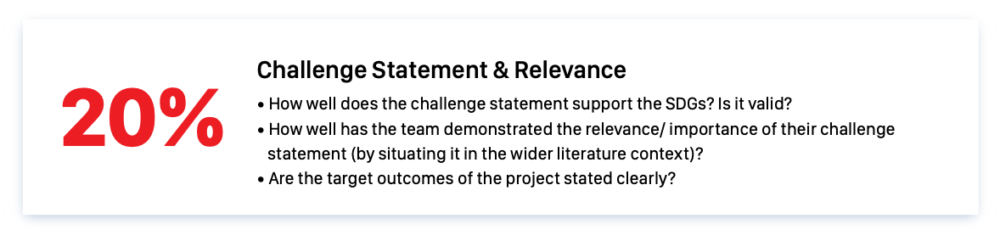 20%
Challenge Statement & Relevance
• How well does the challenge statement support the SDGs? Is it valid?
• How well has the team demonstrated the relevance/ importance of their challenge
statement (by situating it in the wider literature context)?
• Are the target outcomes of the project stated clearly?